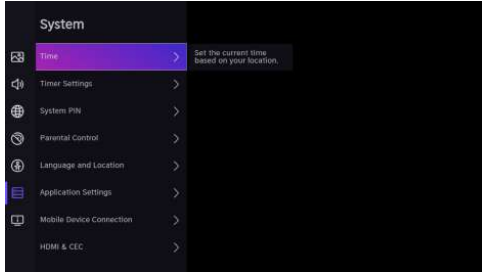 System
Time
Set the current time
based on your location.
Timer Settings
System PIN
Parental Control
Language and Location
Application Settings
Mobile Device Connection
HDMI & CEC